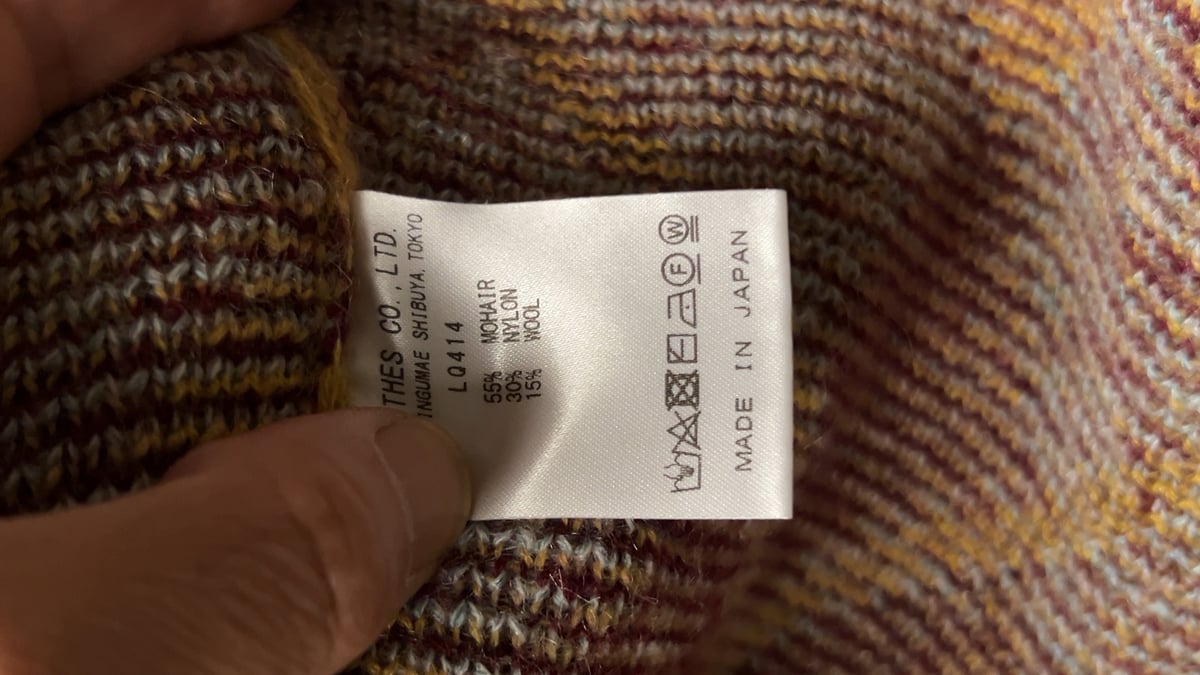 THES CO., LTD.
INGUMAE SHIBUYA, TOKYO
LQ414
55% MOHAIR
30% NYLON
15% WOOL
F W
MADE IN JAPAN